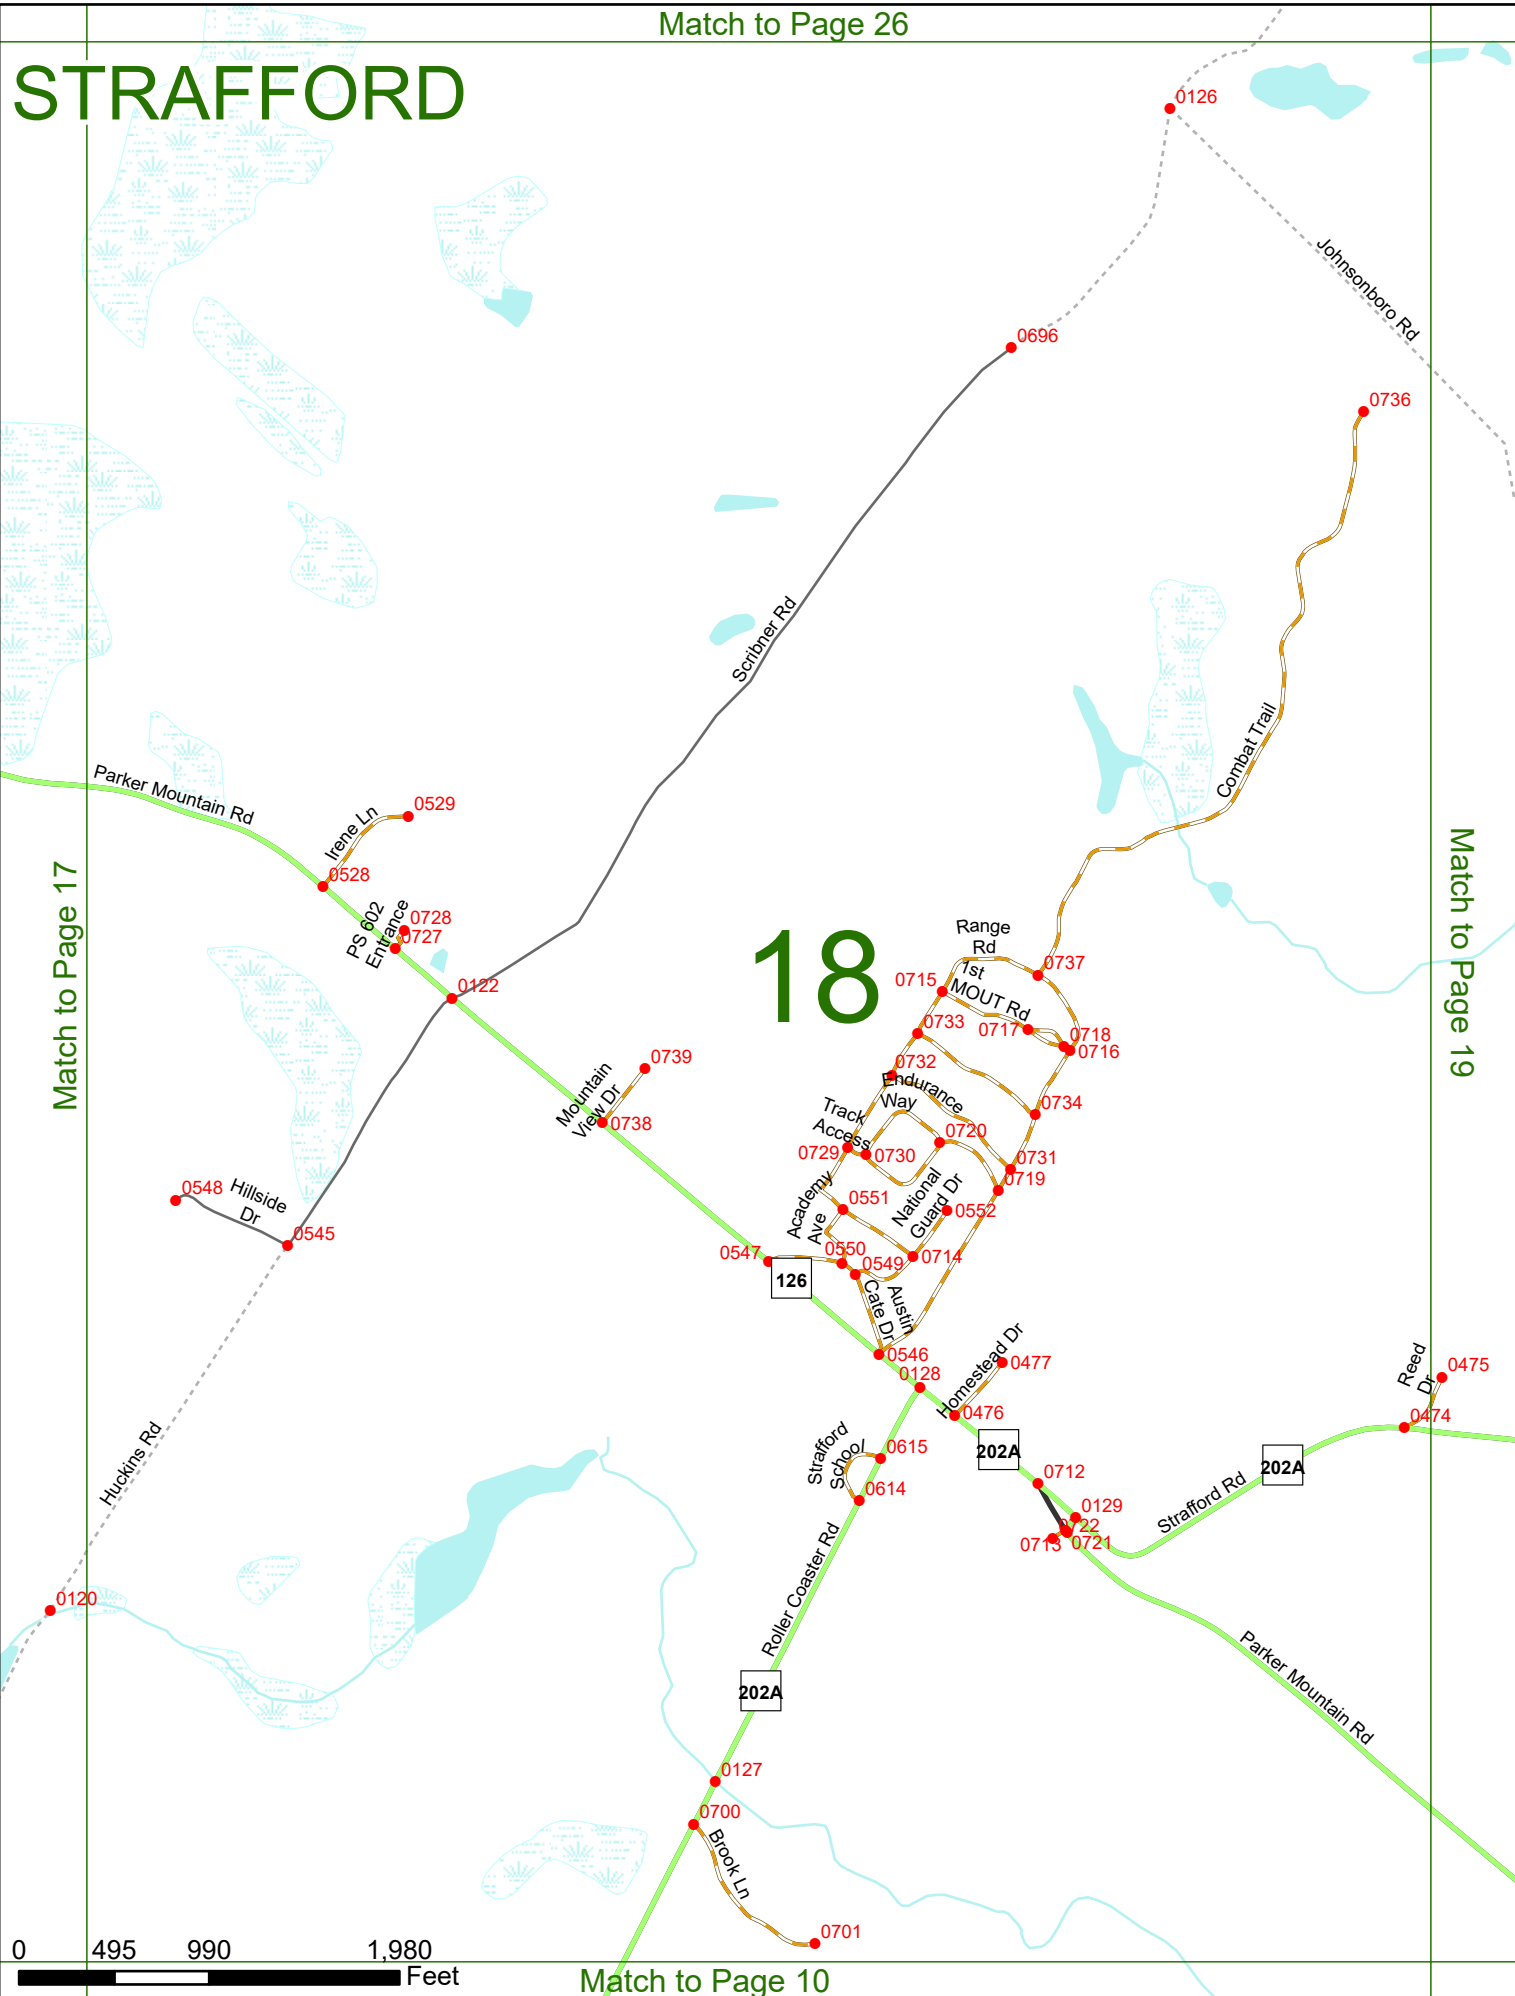 Match to Page 26
STRAFFORD
0126
Johnsonboro Rd
0696
0736
Scribner Rd
Combat Trail
Parker Mountain Rd
Irene Ln
0529
0528
PS 602
Entrance
0728
0727
0122
Match to Page 17
18
Match to Page 19
Range
Rd
0737
1st
MOUT Rd
0715
0717
0718
0716
0733
0732
Endurance
Way
0734
Track
Access
0720
0729
0730
0731
0719
0739
Mountain
View Dr
0738
0548
Hillside
Dr
0545
Academy
Ave
0551
National
Guard Dr
0552
0547
0550
0549
0714
126
Austin
Cate Dr
0546
0128
Homestead Dr
0477
0476
Reed
Dr
0475
0474
Huckins Rd
Strafford
School
0615
0614
202A
202A
0712
0129
0722
0721
0713
Strafford Rd
Roller Coaster Rd
0120
Parker Mountain Rd
202A
0127
0700
Brook Ln
0701
0 495 990 1,980
Feet
Match to Page 10